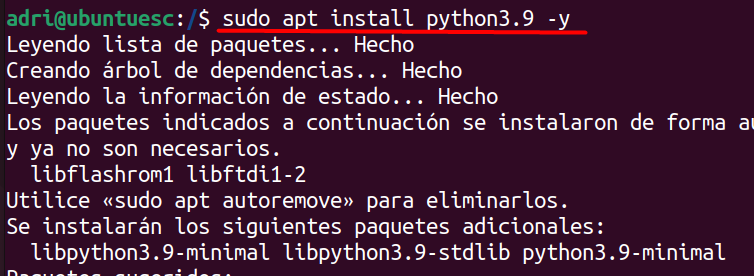 adri@ubuntuesc:/$ sudo apt install python3.9 -y
Leyendo lista de paquetes... Hecho
Creando árbol de dependencias... Hecho
Leyendo la información de estado... Hecho
Los paquetes indicados a continuación se instalaron de forma au
y ya no son necesarios.
  libflashrom1 libftdi1-2
Utilice «sudo apt autoremove» para eliminarlos.
Se instalarán los siguientes paquetes adicionales:
  libpython3.9-minimal libpython3.9-stdlib python3.9-minimal
Paquetes sugeridos: